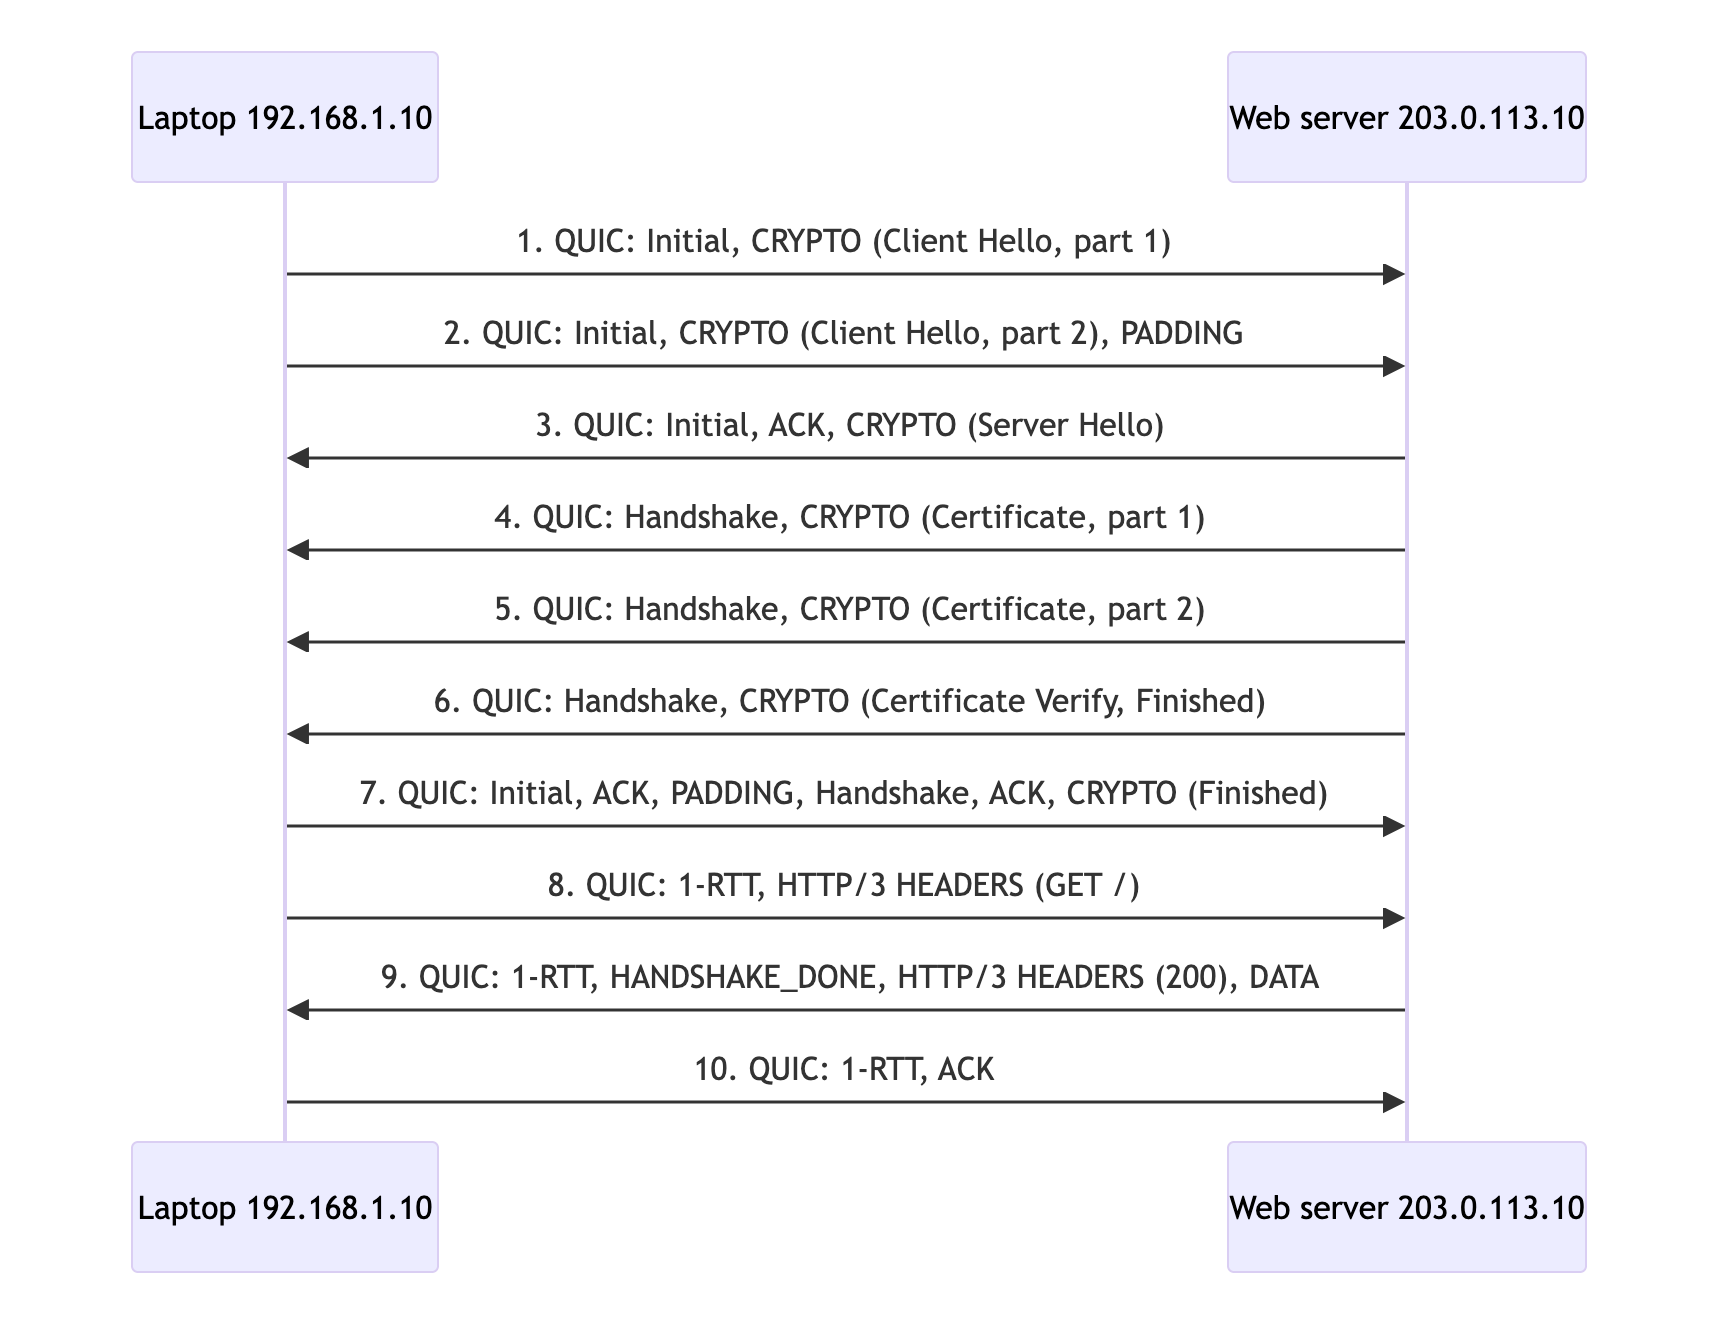 Laptop 192.168.1.10
Web server 203.0.113.10
1. QUIC: Initial, CRYPTO (Client Hello, part 1)
2. QUIC: Initial, CRYPTO (Client Hello, part 2), PADDING
3. QUIC: Initial, ACK, CRYPTO (Server Hello)
4. QUIC: Handshake, CRYPTO (Certificate, part 1)
5. QUIC: Handshake, CRYPTO (Certificate, part 2)
6. QUIC: Handshake, CRYPTO (Certificate Verify, Finished)
7. QUIC: Initial, ACK, PADDING, Handshake, ACK, CRYPTO (Finished)
8. QUIC: 1-RTT, HTTP/3 HEADERS (GET /)
9. QUIC: 1-RTT, HANDSHAKE_DONE, HTTP/3 HEADERS (200), DATA
10. QUIC: 1-RTT, ACK
Laptop 192.168.1.10
Web server 203.0.113.10